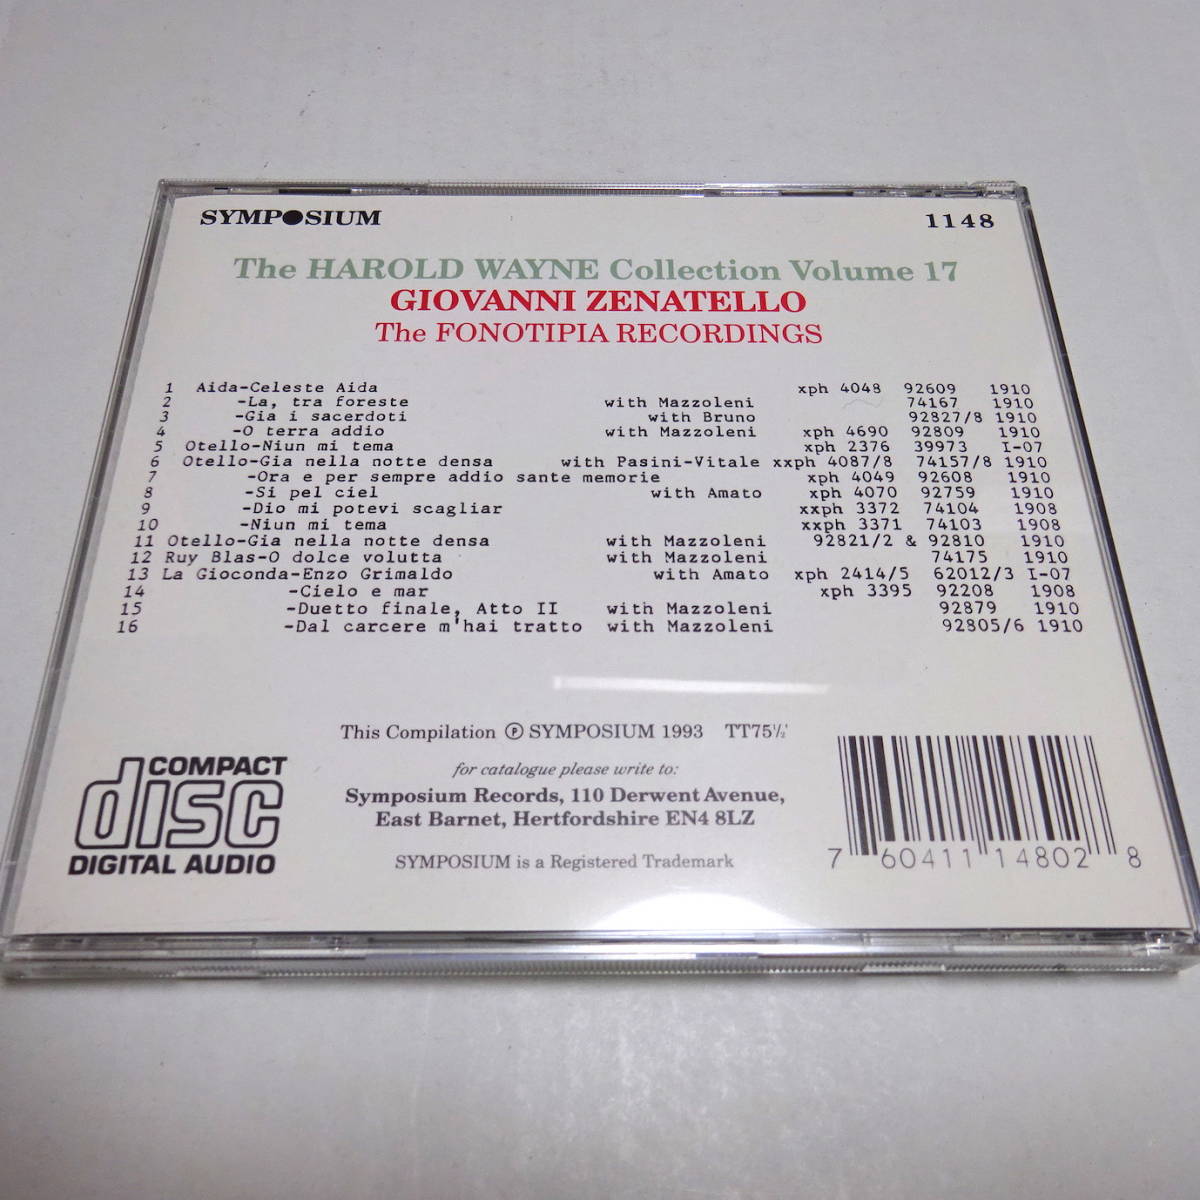 SYMPOSIUM 1148
The HAROLD WAYNE Collection Volume 17
GIOVANNI ZENATELLO
The FONOTIPIA RECORDINGS
1 Aida-Celeste Aida xph 4048 92609 1910
2 -La, tra foreste with Mazzoleni 74167 1910
3 -Gia i sacerdoti with Bruno 92827/8 1910
4 -O terra addio with Mazzoleni xph 4690 92809 1910
5 Otello-Niun mi tema xph 2376 39973 I-07
6 Otello-Gia nella notte densa with Pasini-Vitale xxph 4087/8 74157/8 1910
7 -Ora e per sempre addio sante memorie xph 4049 92608 1910
8 -Si pel ciel with Amato xph 4070 92759 1910
9 -Dio mi potevi scagliar xxph 3372 74104 1908
10 -Niun mi tema xxph 3371 74103 1908
11 Otello-Gia nella notte densa with Mazzoleni 92821/2 & 92810 1910
12 Ruy Blas-O dolce volutta with Mazzoleni 74175 1910
13 La Gioconda-Enzo Grimaldo with Amato xph 2414/5 62012/3 I-07
14 -Cielo e mar xph 3395 92208 1908
15 -Duetto finale, Atto II with Mazzoleni 92879 1910
16 -Dal carcere m'hai tratto with Mazzoleni 92805/6 1910
This Compilation ℗ SYMPOSIUM 1993 TT75½'
for catalogue please write to:
Symposium Records, 110 Derwent Avenue,
East Barnet, Hertfordshire EN4 8LZ
SYMPOSIUM is a Registered Trademark
COMPACT
disc
DIGITAL AUDIO
7 60411 14802 8